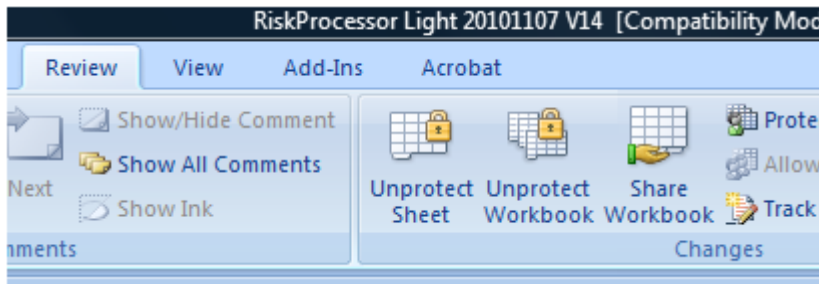 RiskProcessor Light 20101107 V14 [Compatibility Mod
Review View Add-Ins Acrobat
Show/Hide Comment
Show All Comments
Show Ink
Next
Unprotect Sheet
Unprotect Workbook
Share Workbook
Prote
Allow
Track
mments
Changes